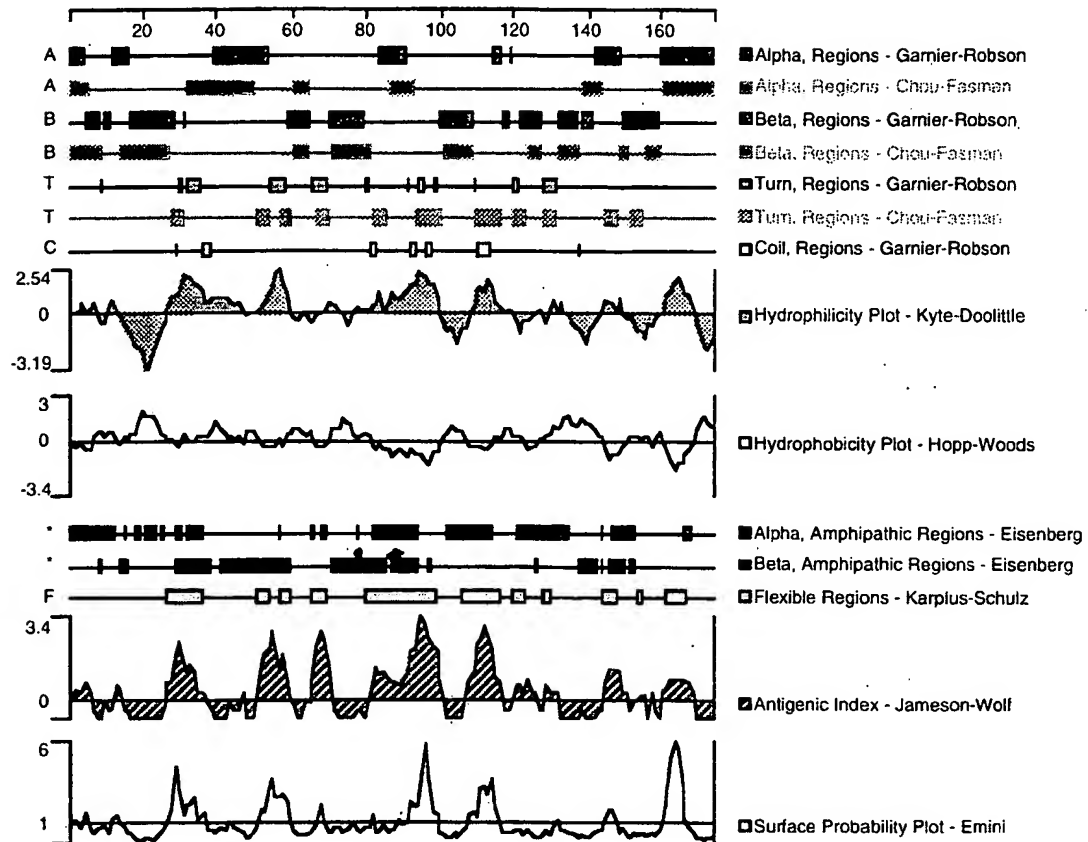 20 40 60 80 100 120 140 160
A Alpha, Regions - Garnier-Robson
A Alpha, Regions - Chou-Fasman
B Beta, Regions - Garnier-Robson
B Beta, Regions - Chou-Fasman
T Turn, Regions - Garnier-Robson
T Turn, Regions - Chou-Fasman
C Coil, Regions - Garnier-Robson
2.54
0 Hydrophilicity Plot - Kyte-Doolittle
-3.19
3
0 Hydrophobicity Plot - Hopp-Woods
-3.4
* Alpha, Amphipathic Regions - Eisenberg
* Beta, Amphipathic Regions - Eisenberg
F Flexible Regions - Karplus-Schulz
3.4
0 Antigenic Index - Jameson-Wolf
6
1 Surface Probability Plot - Emini